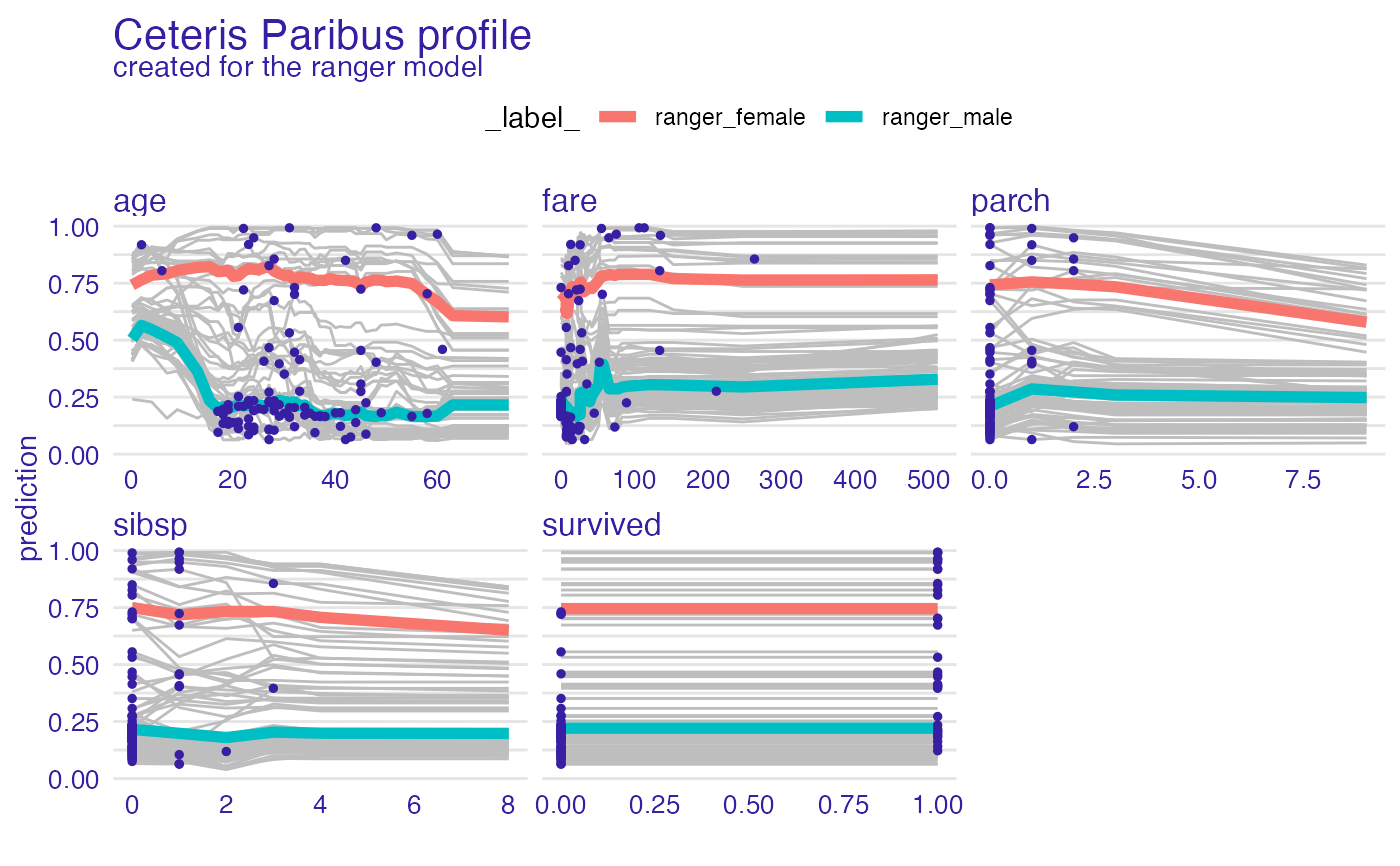 Ceteris Paribus profile
created for the ranger model
_label_ ranger_female ranger_male
age fare parch
1.00
0.75
0.50
0.25
0.00
0 20 40 60 0 100 200 300 400 500 0.0 2.5 5.0 7.5
prediction
sibsp survived
1.00
0.75
0.50
0.25
0.00
0 2 4 6 8 0.00 0.25 0.50 0.75 1.00